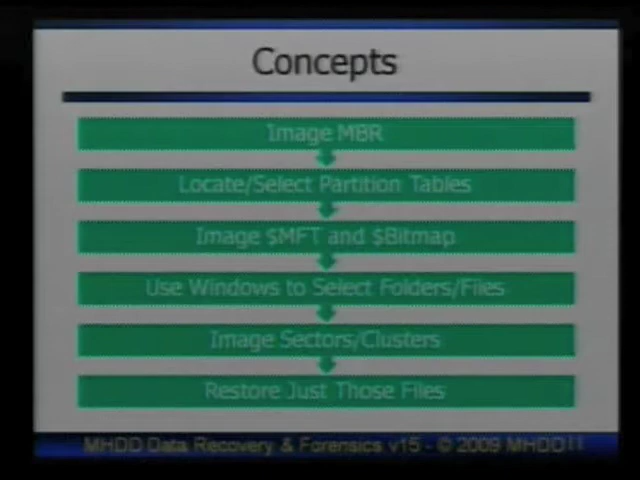 Concepts
Image MBR
Locate/Select Partition Tables
Image $MFT and $Bitmap
Use Windows to Select Folders/Files
Image Sectors/Clusters
Restore Just Those Files
MHDD Data Recovery & Forensics v15 - © 2009 MHDD